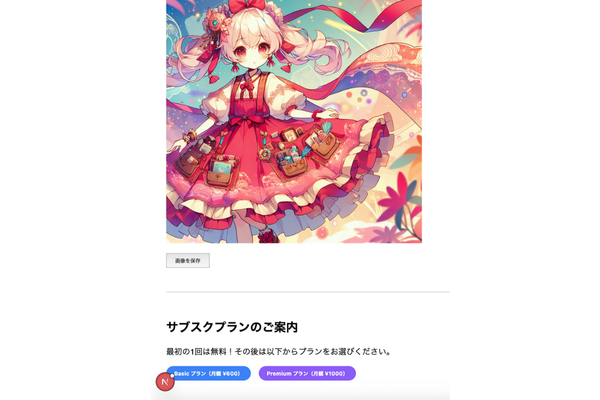 画像を保存
サブスクプランのご案内
最初の1回は無料！その後は以下からプランをお選びください。
Basic プラン（月額 ¥600） Premium プラン（月額 ¥1000）
N